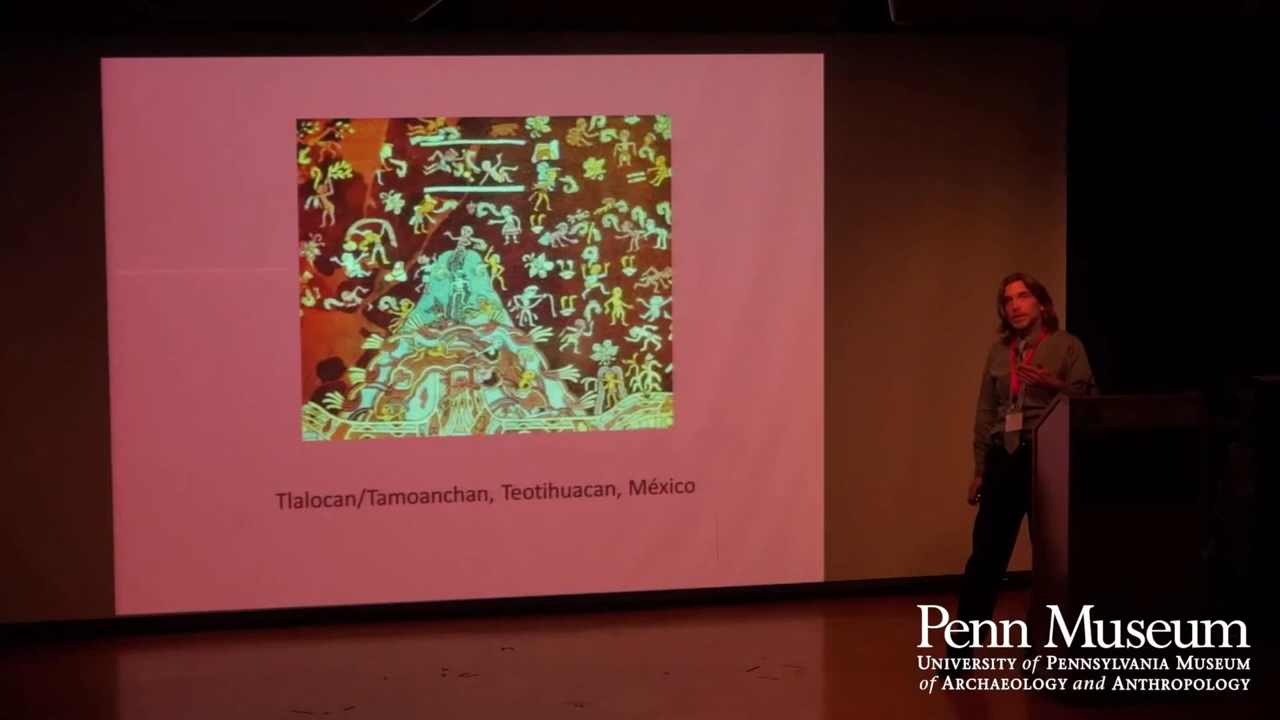 Tlalocan/Tamoanchan, Teotihuacan, México
Penn Museum
UNIVERSITY of PENNSYLVANIA MUSEUM
of ARCHAEOLOGY and ANTHROPOLOGY